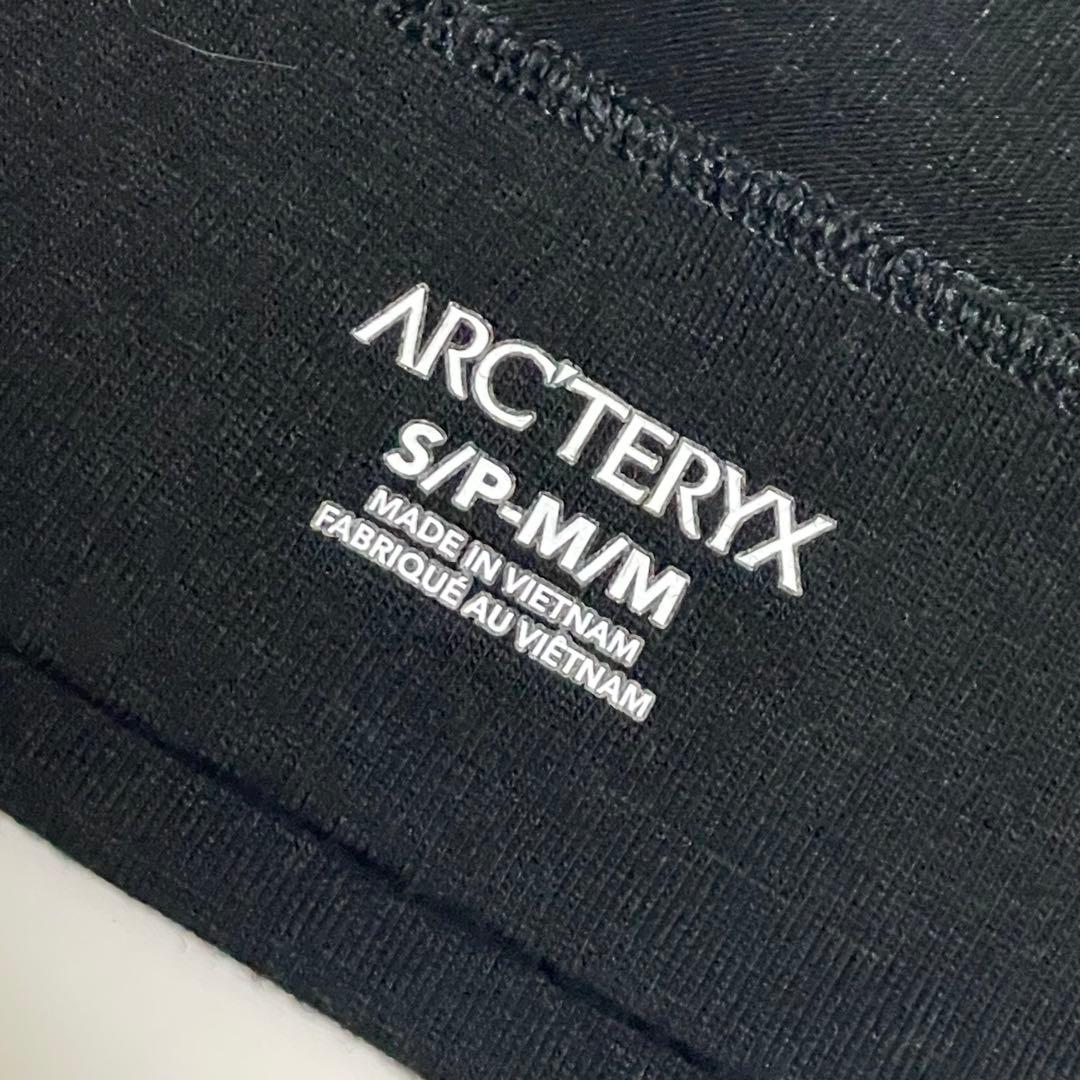 ARC'TERYX
S/P-M/M
MADE IN VIETNAM
FABRIQUÉ AU VIÊTNAM